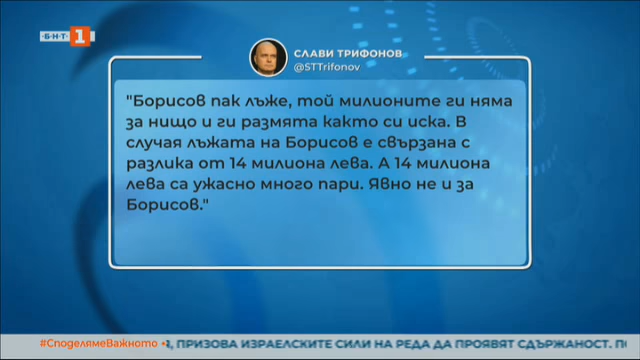 БНТ 1
СЛАВИ ТРИФОНОВ
@STTrifonov
"Борисов пак лъже, той милионите ги няма
за нищо и ги размята както си иска. В
случая лъжата на Борисов е свързана с
разлика от 14 милиона лева. А 14 милиона
лева са ужасно много пари. Явно не и за
Борисов."
#СподелямеВажното
, ПРИЗОВА ИЗРАЕЛСКИТЕ СИЛИ НА РЕДА ДА ПРОЯВЯТ СДЪРЖАНОСТ. ПО